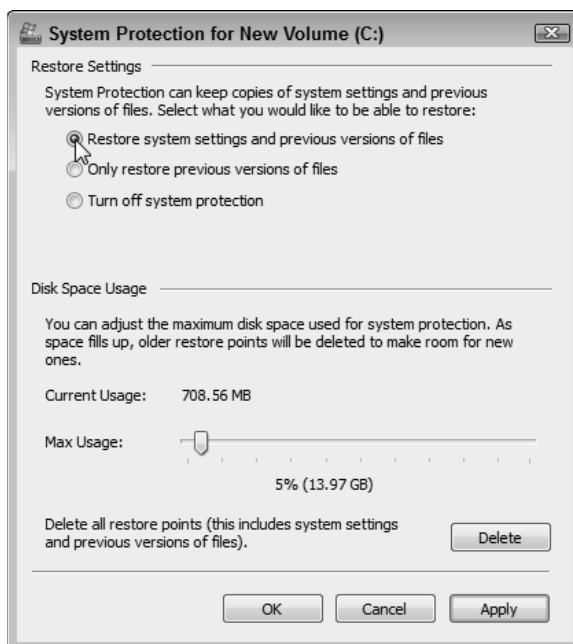 System Protection for New Volume (C:)
Restore Settings
System Protection can keep copies of system settings and previous
versions of files. Select what you would like to be able to restore:
Restore system settings and previous versions of files
Only restore previous versions of files
Turn off system protection
Disk Space Usage
You can adjust the maximum disk space used for system protection. As
space fills up, older restore points will be deleted to make room for new
ones.
Current Usage: 708.56 MB
Max Usage:
5% (13.97 GB)
Delete all restore points (this includes system settings
and previous versions of files).
Delete
OK Cancel Apply